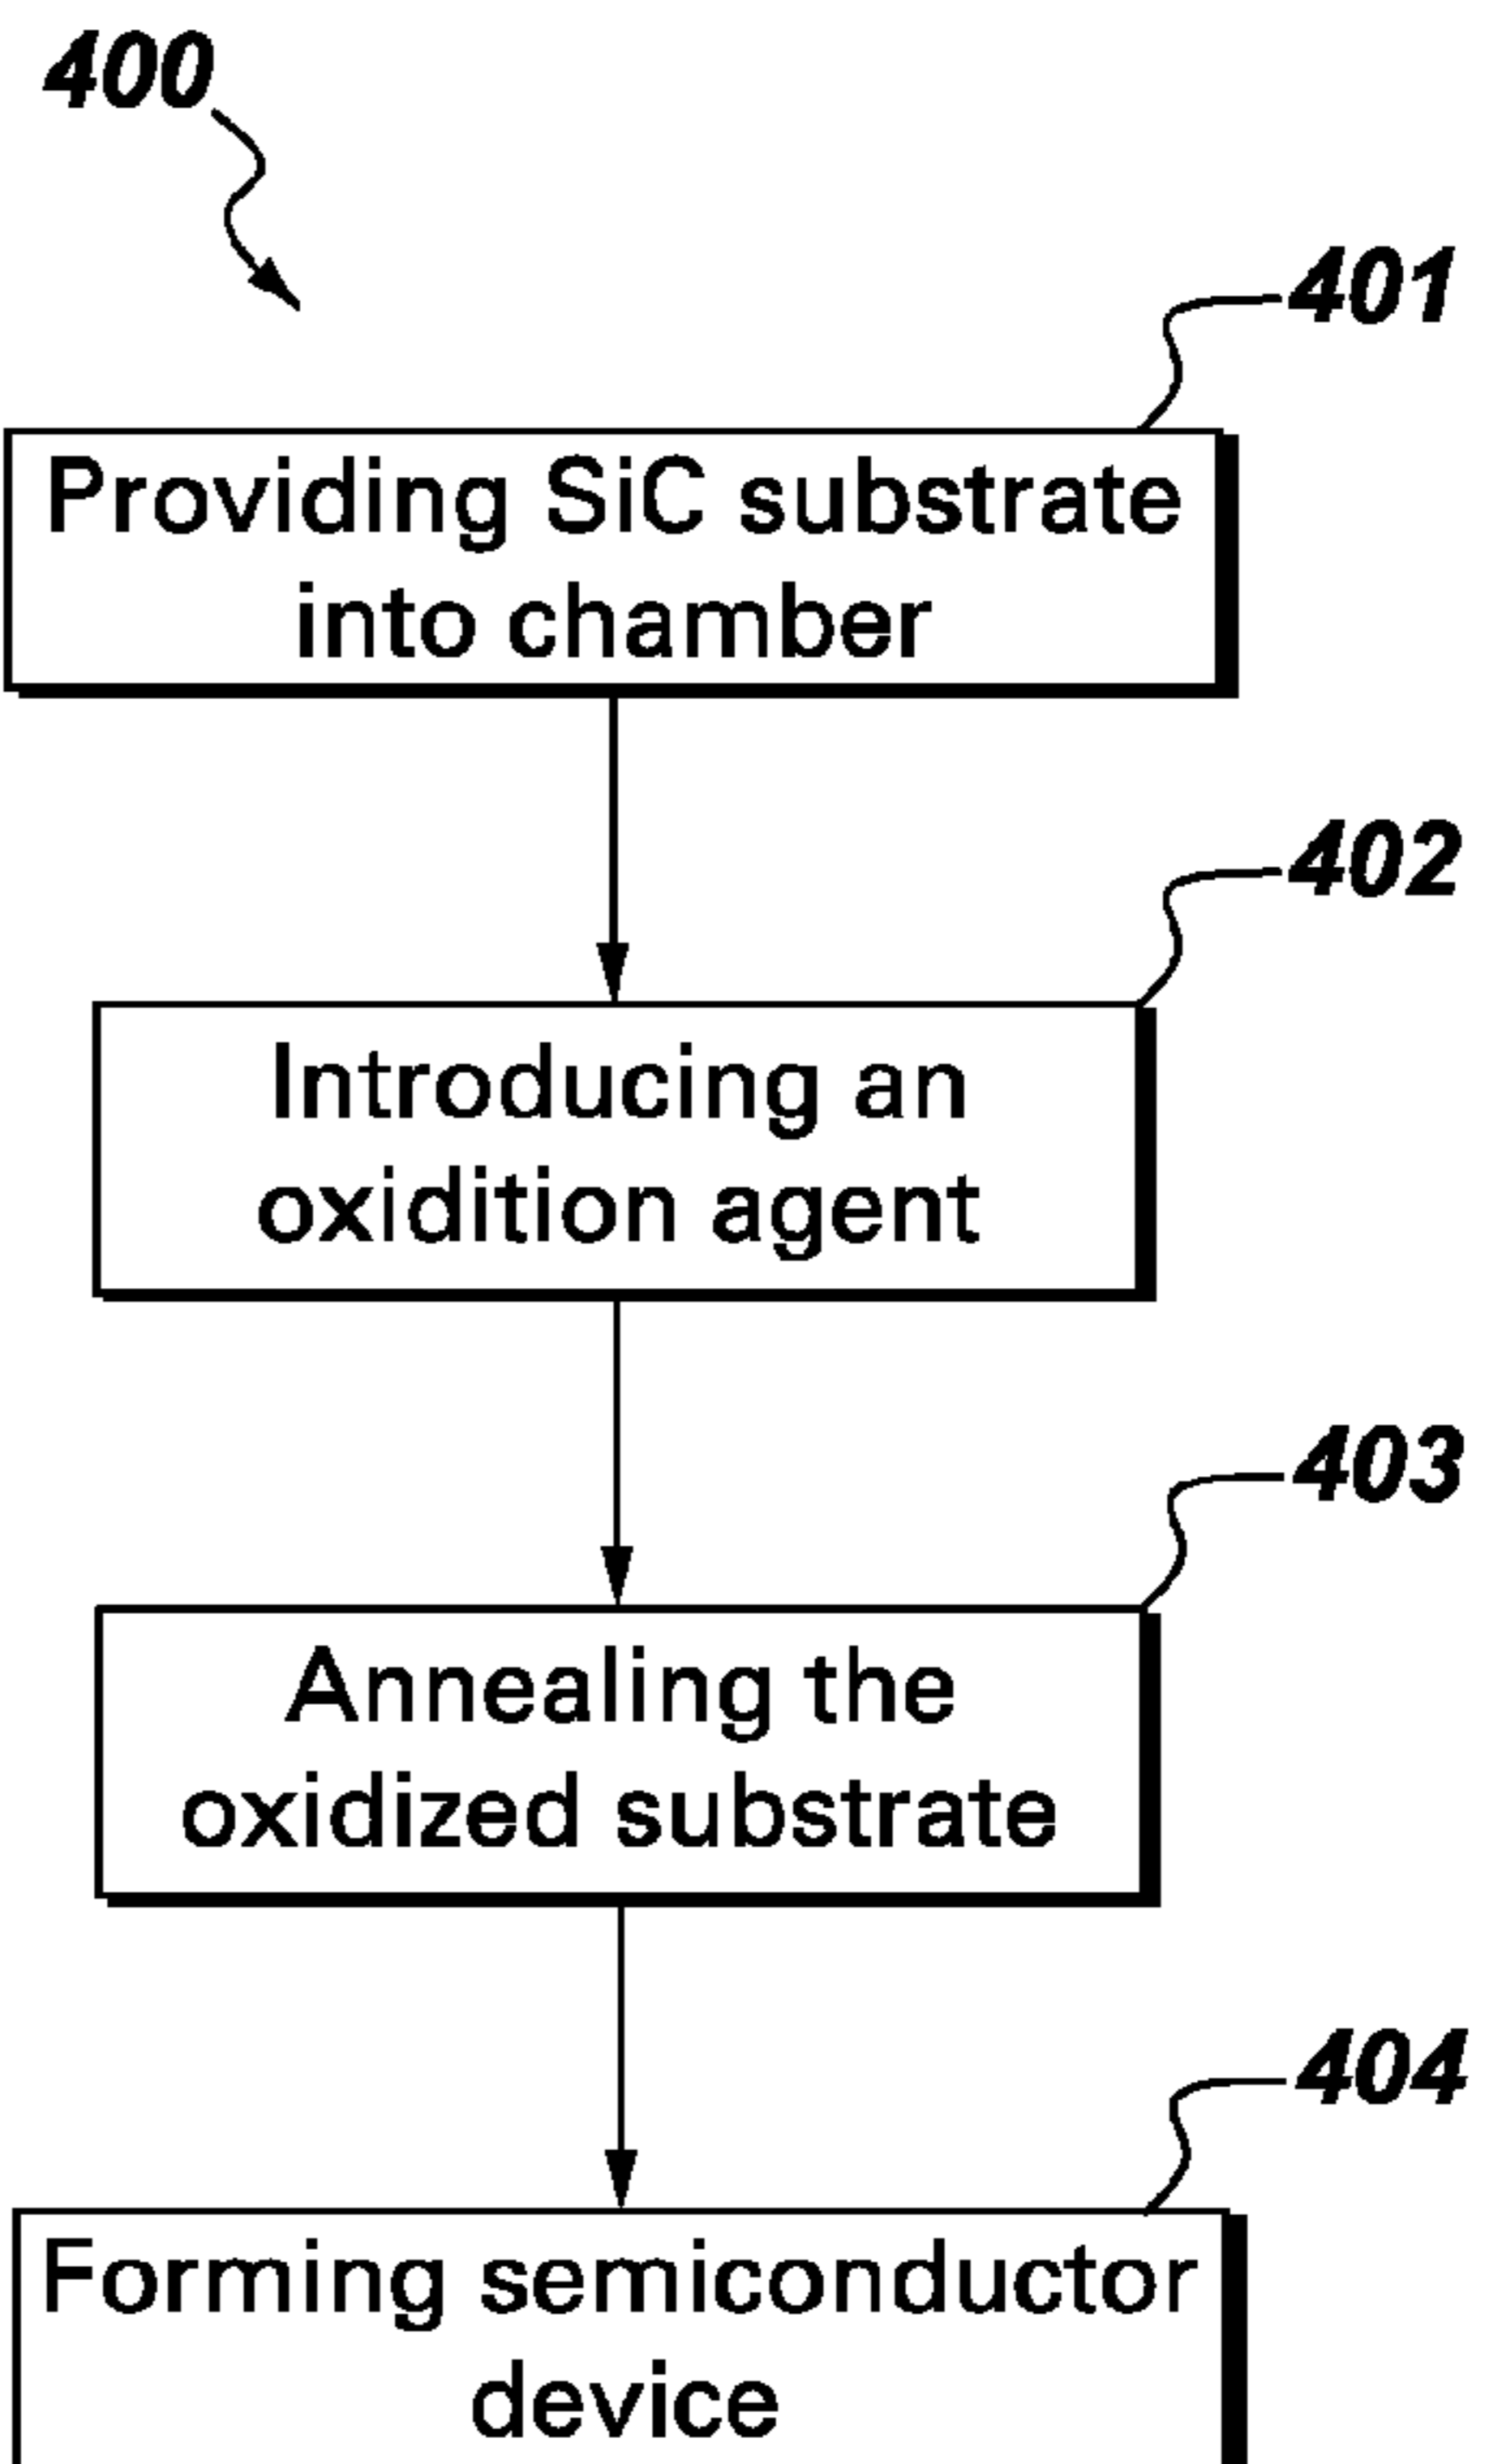 400
401
Providing SiC substrate
into chamber
402
Introducing an
oxidition agent
403
Annealing the
oxidized substrate
404
Forming semiconductor
device